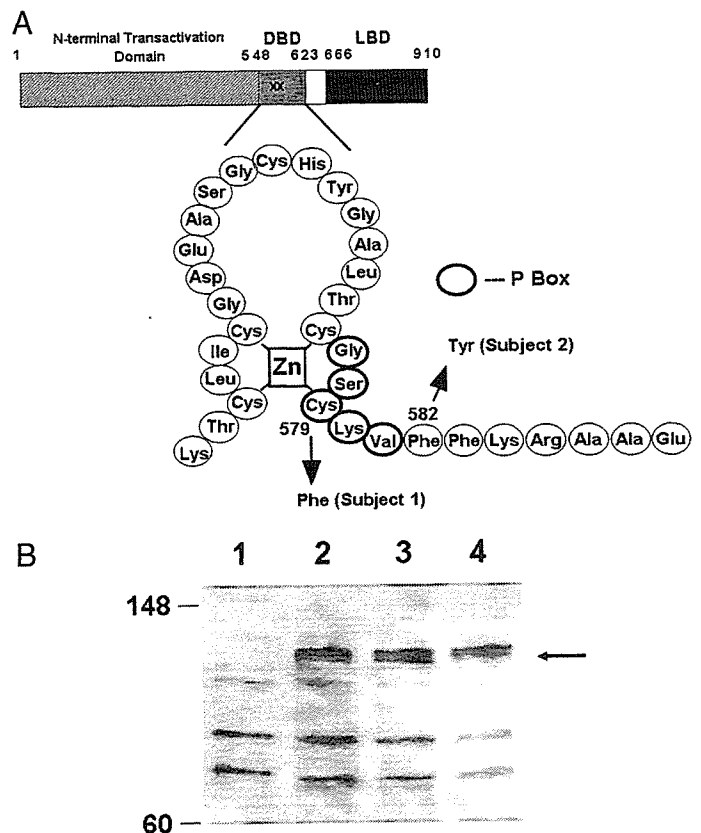 A
N-terminal Transactivation Domain
DBD
LBD
1
548
623
666
910
xx
Lys
Thr
Cys
Leu
Ile
Cys
Gly
Asp
Glu
Ala
Ser
Gly
Cys
His
Tyr
Gly
Ala
Leu
Thr
Cys
Zn
Gly
Ser
Cys
Lys
Val
Phe
Phe
Lys
Arg
Ala
Ala
Glu
P Box
Tyr (Subject 2)
582
579
Phe (Subject 1)
B
1 2 3 4
148
60